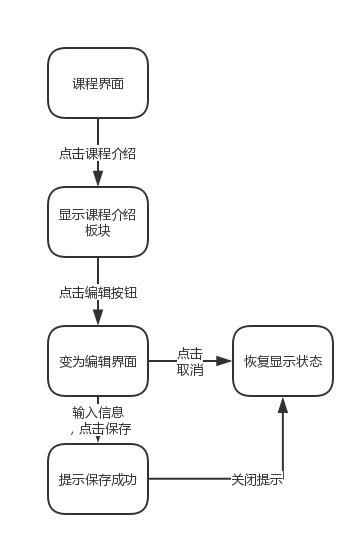 课程界面
点击课程介绍
显示课程介绍
板块
点击编辑按钮
变为编辑界面
点击
取消
恢复显示状态
输入信息
，点击保存
提示保存成功
关闭提示